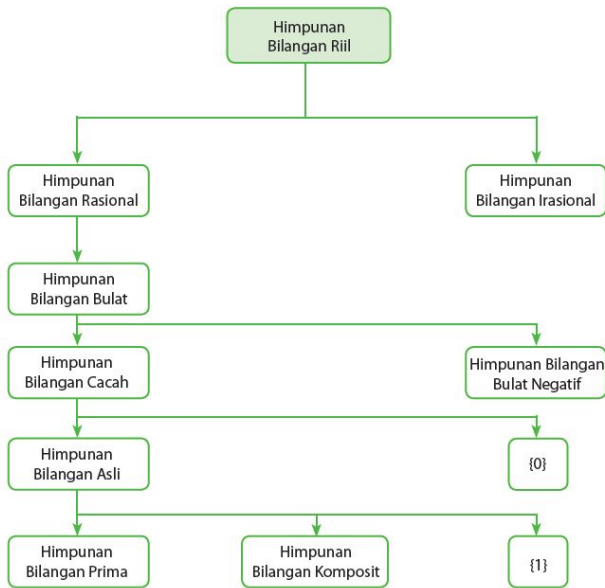 Himpunan
Bilangan Riil
Himpunan
Bilangan Rasional
Himpunan
Bilangan Irasional
Himpunan
Bilangan Bulat
Himpunan
Bilangan Cacah
Himpunan Bilangan
Bulat Negatif
Himpunan
Bilangan Asli
{0}
Himpunan
Bilangan Prima
Himpunan
Bilangan Komposit
{1}